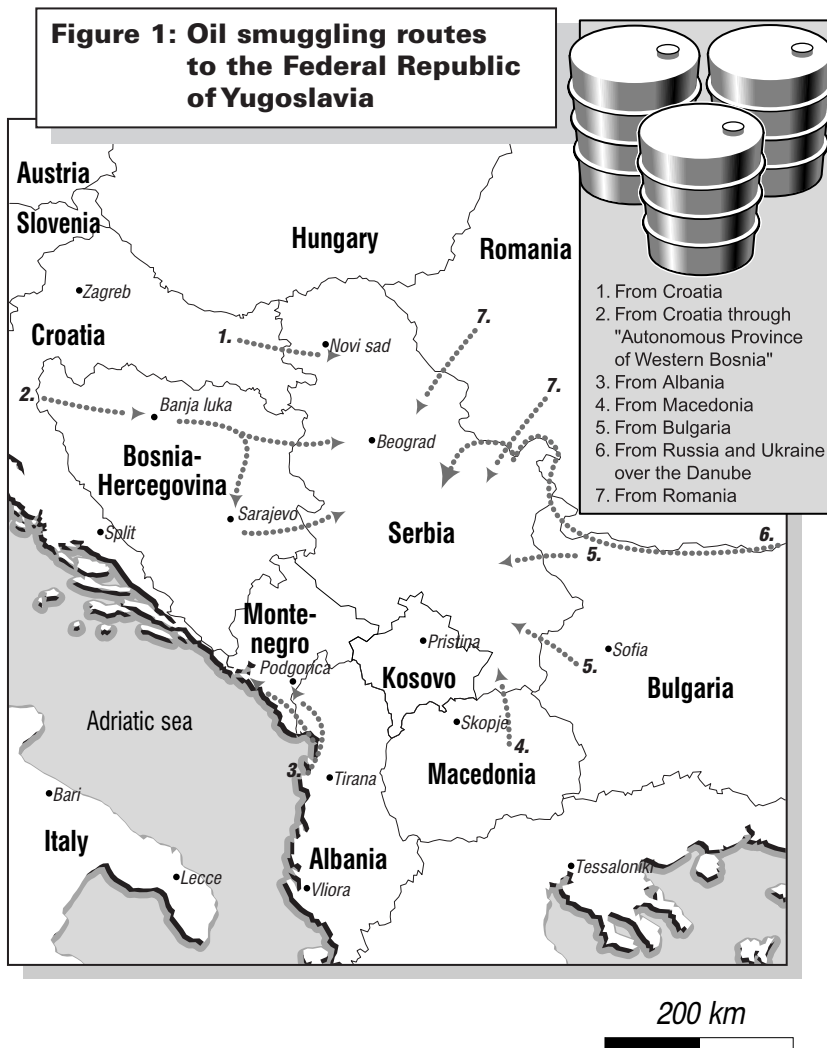 Figure 1: Oil smuggling routes
to the Federal Republic
of Yugoslavia
Austria
Slovenia
Hungary
Romania
Zagreb
Croatia
1.
Novi sad
7.
2.
Banja luka
7.
Beograd
Bosnia-
Hercegovina
Sarajevo
Split
Serbia
6.
5.
Monte-
negro
Podgorica
Pristina
Kosovo
Sofia
5.
Bulgaria
Adriatic sea
Skopje
4.
3.
Tirana
Macedonia
Bari
Italy
Albania
Lecce
Vliora
Tessaloniki
1. From Croatia
2. From Croatia through
"Autonomous Province
of Western Bosnia"
3. From Albania
4. From Macedonia
5. From Bulgaria
6. From Russia and Ukraine
over the Danube
7. From Romania
200 km